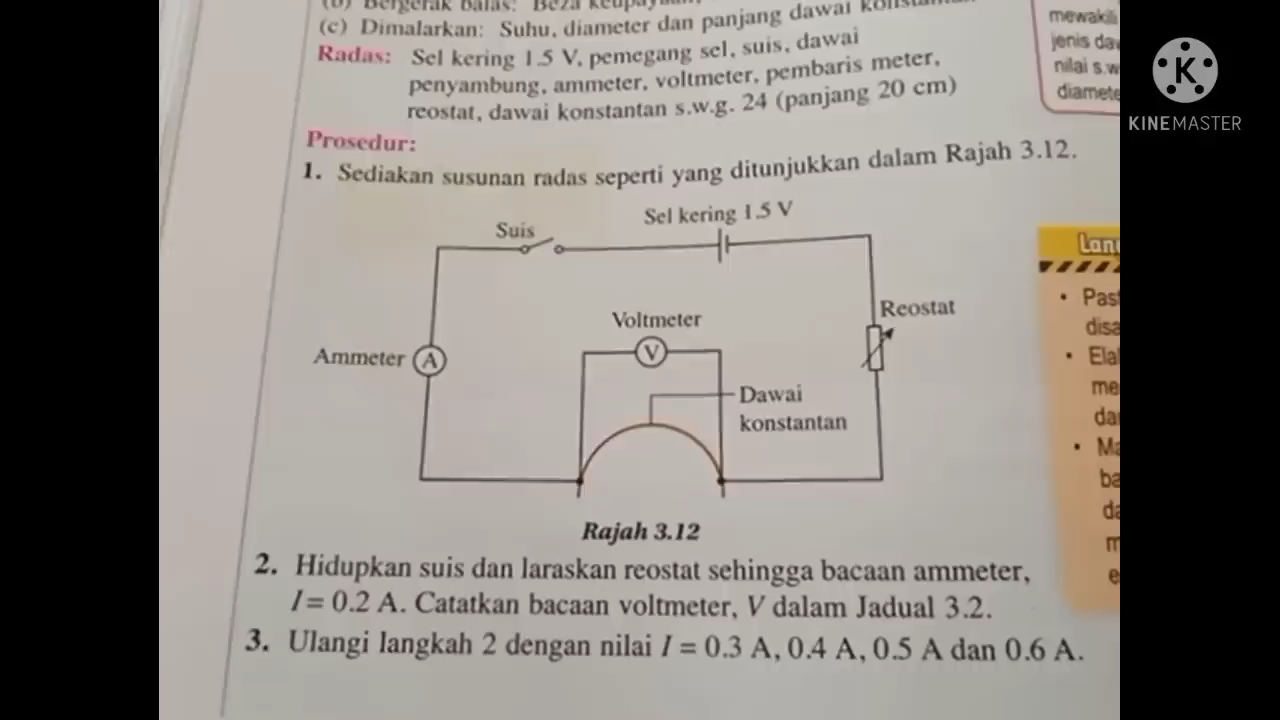 (b) Bergerak balas: Beza
(c) Dimalarkan: Suhu, diameter dan panjang dawai
Radas: Sel kering 1.5 V, pemegang sel, suis, dawai
penyambung, ammeter, voltmeter, pembaris meter,
reostat, dawai konstantan s.w.g. 24 (panjang 20 cm)
Prosedur:
1. Sediakan susunan radas seperti yang ditunjukkan dalam Rajah 3.12.
Suis
Sel kering 1.5 V
Reostat
Voltmeter
V
Ammeter
A
Dawai
konstantan
Rajah 3.12
2. Hidupkan suis dan laraskan reostat sehingga bacaan ammeter,
I = 0.2 A. Catatkan bacaan voltmeter, V dalam Jadual 3.2.
3. Ulangi langkah 2 dengan nilai I = 0.3 A, 0.4 A, 0.5 A dan 0.6 A.
mewakili
jenis
nilai s.w
K
KINEMASTER